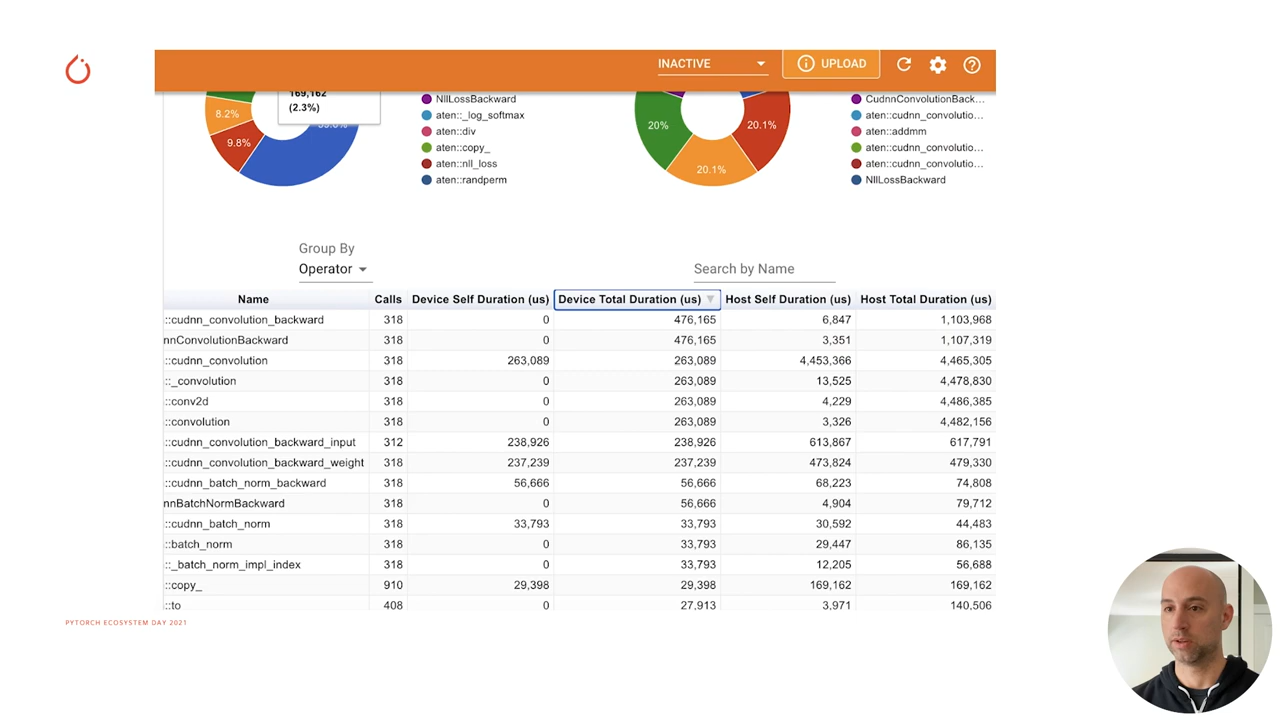 INACTIVE UPLOAD
169,162
(2.3%)
8.2%
9.8%
NllLossBackward
aten::_log_softmax
aten::div
aten::copy_
aten::nll_loss
aten::randperm
20%
20.1%
20.1%
CudnnConvolutionBack...
aten::cudnn_convolutio...
aten::addmm
aten::cudnn_convolutio...
aten::cudnn_convolutio...
NllLossBackward
Group By
Operator
Search by Name
Name Calls Device Self Duration (us) Device Total Duration (us) Host Self Duration (us) Host Total Duration (us)
::cudnn_convolution_backward 318 0 476,165 6,847 1,103,968
nnConvolutionBackward 318 0 476,165 3,351 1,107,319
::cudnn_convolution 318 263,089 263,089 4,453,366 4,465,305
::_convolution 318 0 263,089 13,525 4,478,830
::conv2d 318 0 263,089 4,229 4,486,385
::convolution 318 0 263,089 3,326 4,482,156
::cudnn_convolution_backward_input 312 238,926 238,926 613,867 617,791
::cudnn_convolution_backward_weight 318 237,239 237,239 473,824 479,330
::cudnn_batch_norm_backward 318 56,666 56,666 68,223 74,808
nnBatchNormBackward 318 0 56,666 4,904 79,712
::cudnn_batch_norm 318 33,793 33,793 30,592 44,483
::batch_norm 318 0 33,793 29,447 86,135
::_batch_norm_impl_index 318 0 33,793 12,205 56,688
::copy_ 910 29,398 29,398 169,162 169,162
::to 408 0 27,913 3,971 140,506
PYTORCH ECOSYSTEM DAY 2021